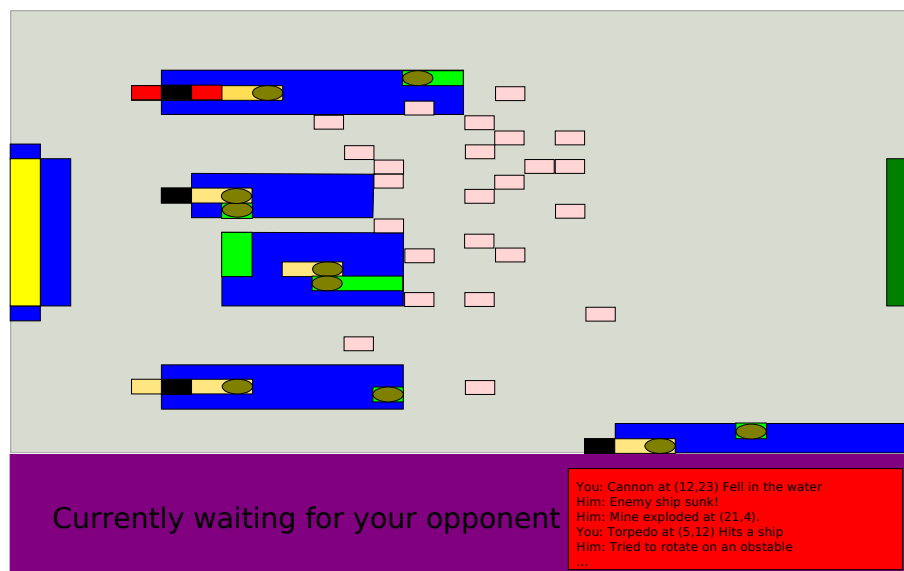 Currently waiting for your opponent
You: Cannon at (12,23) Fell in the water
Him: Enemy ship sunk!
Him: Mine exploded at (21,4).
You: Torpedo at (5,12) Hits a ship
Him: Tried to rotate on an obstable
...